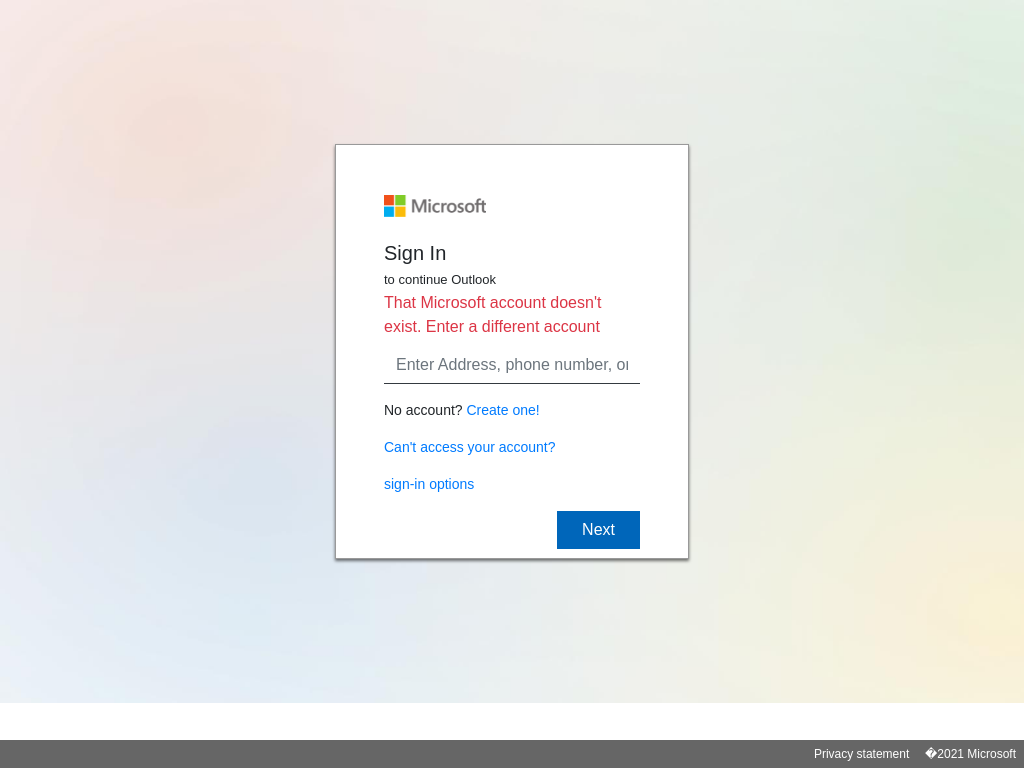 Microsoft
Sign In
to continue Outlook
That Microsoft account doesn't
exist. Enter a different account
Enter Address, phone number, or
No account? Create one!
Can't access your account?
sign-in options
Next
Privacy statement �2021 Microsoft